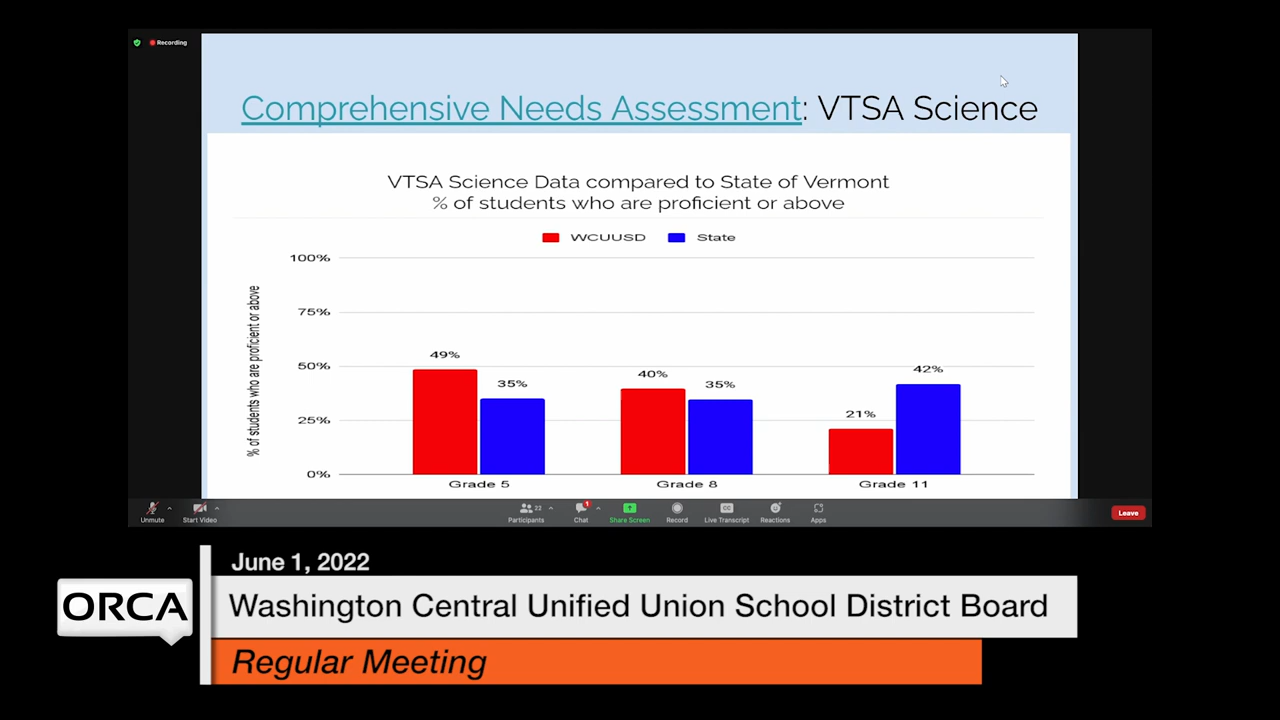 Recording
Comprehensive Needs Assessment: VTSA Science
VTSA Science Data compared to State of Vermont
% of students who are proficient or above
WCUUSD State
% of students who are proficient or above
100%
75%
50%
25%
0%
49%
35%
40%
35%
21%
42%
Grade 5 Grade 8 Grade 11
Unmute Start Video 22 Participants 1 Chat Share Screen Record CC Live Transcript Reactions Apps Leave
June 1, 2022
ORCA
Washington Central Unified Union School District Board
Regular Meeting